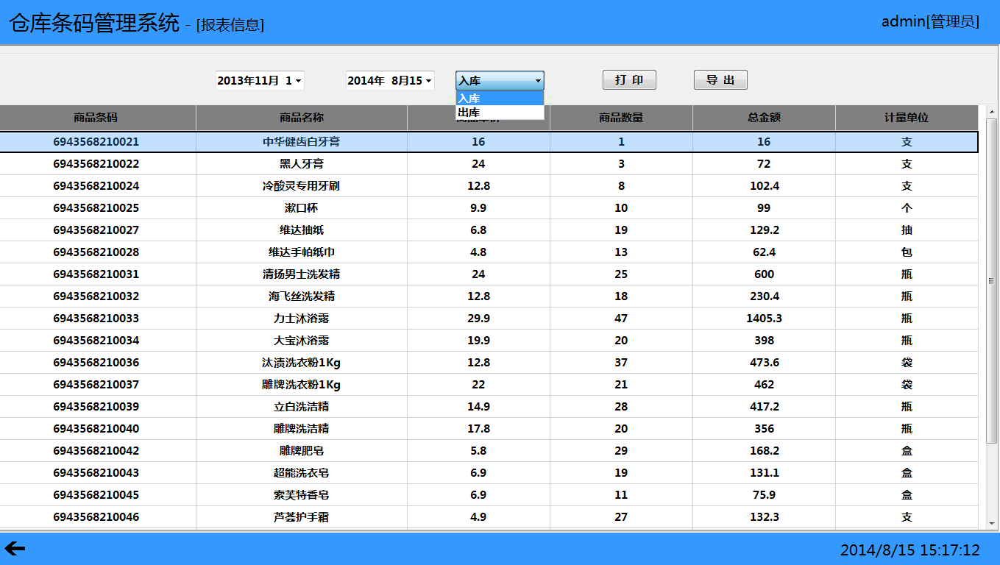 仓库条码管理系统 - [报表信息]
admin[管理员]
2013年11月 1 2014年 8月15 入库 打 印 导 出
入库
出库
商品条码 商品名称 商品数量 总金额 计量单位
6943568210021 中华健齿白牙膏 16 1 16 支
6943568210022 黑人牙膏 24 3 72 支
6943568210024 冷酸灵专用牙刷 12.8 8 102.4 支
6943568210025 漱口杯 9.9 10 99 个
6943568210027 维达抽纸 6.8 19 129.2 抽
6943568210028 维达手帕纸巾 4.8 13 62.4 包
6943568210031 清扬男士洗发精 24 25 600 瓶
6943568210032 海飞丝洗发精 12.8 18 230.4 瓶
6943568210033 力士沐浴露 29.9 47 1405.3 瓶
6943568210034 大宝沐浴露 19.9 20 398 瓶
6943568210036 汰渍洗衣粉1Kg 12.8 37 473.6 袋
6943568210037 雕牌洗衣粉1Kg 22 21 462 袋
6943568210039 立白洗洁精 14.9 28 417.2 瓶
6943568210040 雕牌洗洁精 17.8 20 356 瓶
6943568210042 雕牌肥皂 5.8 29 168.2 盒
6943568210043 超能洗衣皂 6.9 19 131.1 盒
6943568210045 索芙特香皂 6.9 11 75.9 盒
6943568210046 芦荟护手霜 4.9 27 132.3 支
2014/8/15 15:17:12